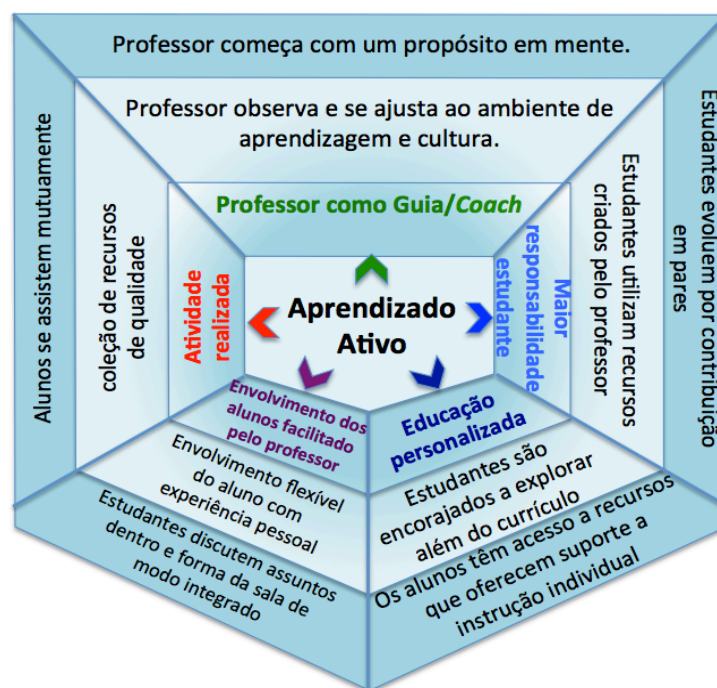 Professor começa com um propósito em mente.
Professor observa e se ajusta ao ambiente de
aprendizagem e cultura.
Professor como Guia/Coach
Aprendizado
Ativo
Alunos se assistem mutuamente
coleção de recursos
de qualidade
Atividade
realizada
Maior
responsabilidade
estudante
Estudantes utilizam recursos
criados pelo professor
Estudantes evoluem por contribuição
em pares
Envolvimento dos
alunos facilitado
pelo professor
Envolvimento flexível
do aluno com
experiência pessoal
Estudantes discutem assuntos
dentro e forma da sala de
modo integrado
Educação
personalizada
Estudantes são
encorajados a explorar
além do currículo
Os alunos têm acesso a recursos
que oferecem suporte a
instrução individual